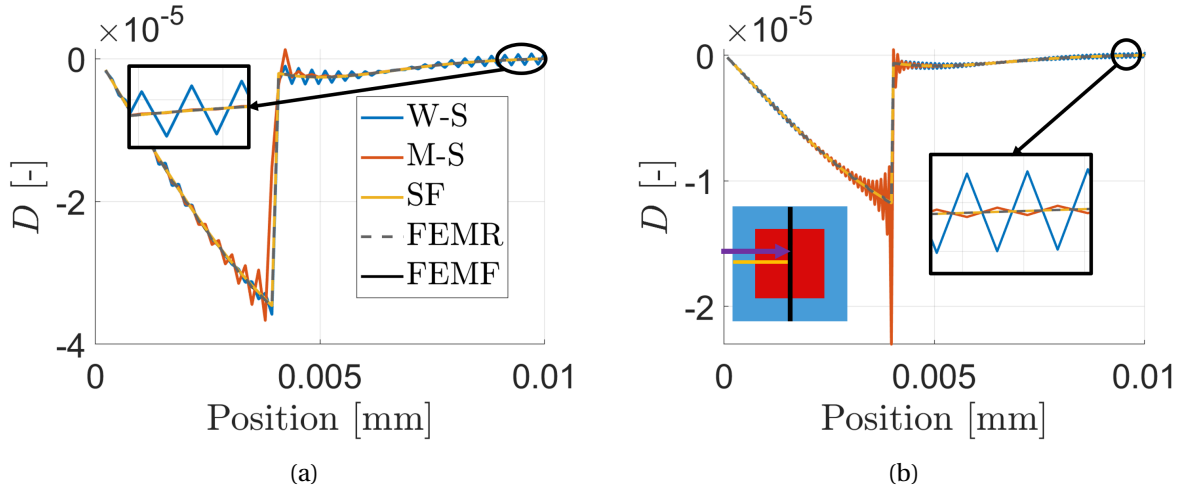 ×10⁻⁵
0
-2
-4
D [-]
0
0.005
0.01
Position [mm]
W-S
M-S
SF
FEMR
FEMF
(a)
×10⁻⁵
0
-1
-2
D [-]
0
0.005
0.01
Position [mm]
(b)